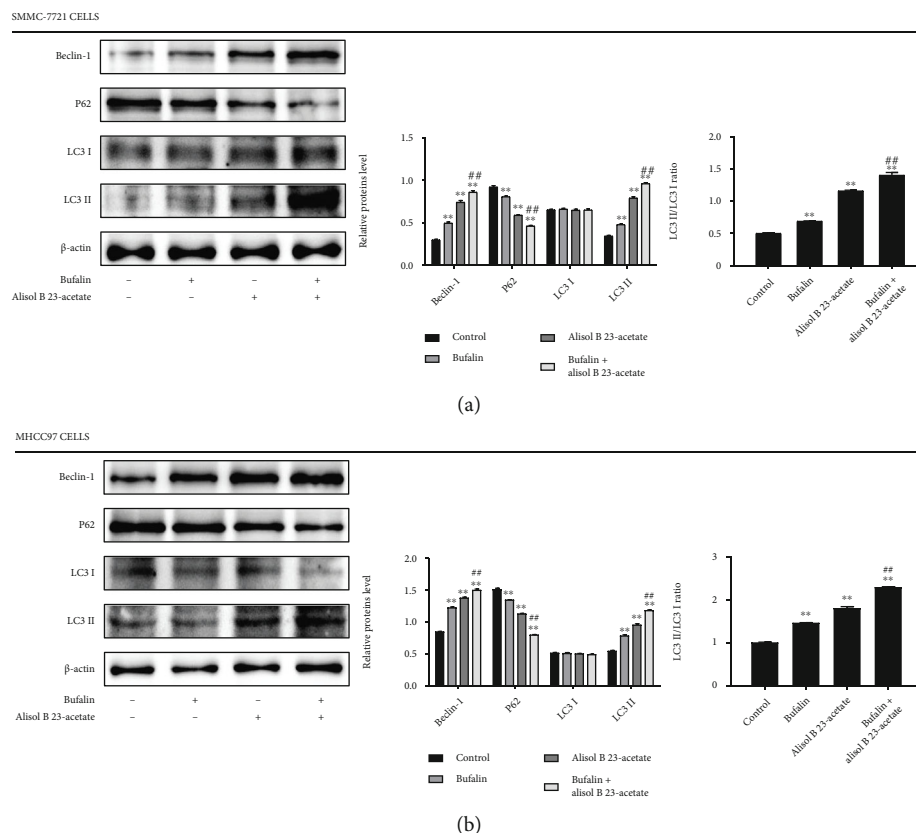 SMMC-7721 CELLS
Beclin-1
P62
LC3 I
LC3 II
β-actin
Bufalin – + – +
Alisol B 23-acetate – – + +
Relative proteins level
1.5
1.0
0.5
0.0
** ** ** ##
** ** ** ##
** ** ** ##
Beclin-1 P62 LC3 I LC3 II
Control
Bufalin
Alisol B 23-acetate
Bufalin +
alisol B 23-acetate
LC3 II/LC3 I ratio
2.0
1.5
1.0
0.5
0.0
** ** ** ##
Control
Bufalin
Alisol B 23-acetate
Bufalin +
alisol B 23-acetate
(a)
MHCC97 CELLS
Beclin-1
P62
LC3 I
LC3 II
β-actin
Bufalin – + – +
Alisol B 23-acetate – – + +
Relative proteins level
2.0
1.5
1.0
0.5
0.0
** ** ** ##
** ** ** ##
** ** ** ##
Beclin-1 P62 LC3 I LC3 II
Control
Bufalin
Alisol B 23-acetate
Bufalin +
alisol B 23-acetate
LC3 II/LC3 I ratio
3
2
1
0
** ** ** ##
Control
Bufalin
Alisol B 23-acetate
Bufalin +
alisol B 23-acetate
(b)